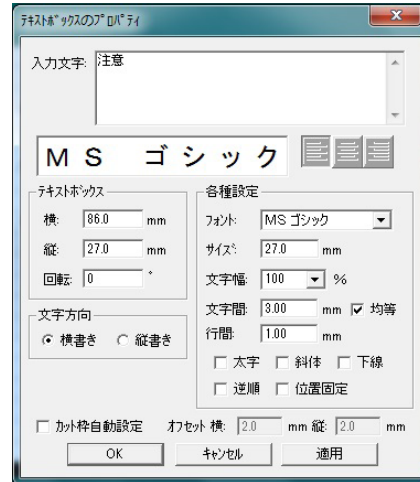 テキストボックスのプロパティ
入力文字: 注意
ＭＳ ゴシック
テキストボックス
横: 86.0 mm
縦: 27.0 mm
回転: 0 °
文字方向
横書き 縦書き
各種設定
フォント: MS ゴシック
サイズ: 27.0 mm
文字幅: 100 %
文字間: 3.00 mm 均等
行間: 1.00 mm
太字 斜体 下線
逆順 位置固定
カット枠自動設定 オフセット 横: 2.0 mm 縦: 2.0 mm
OK キャンセル 適用